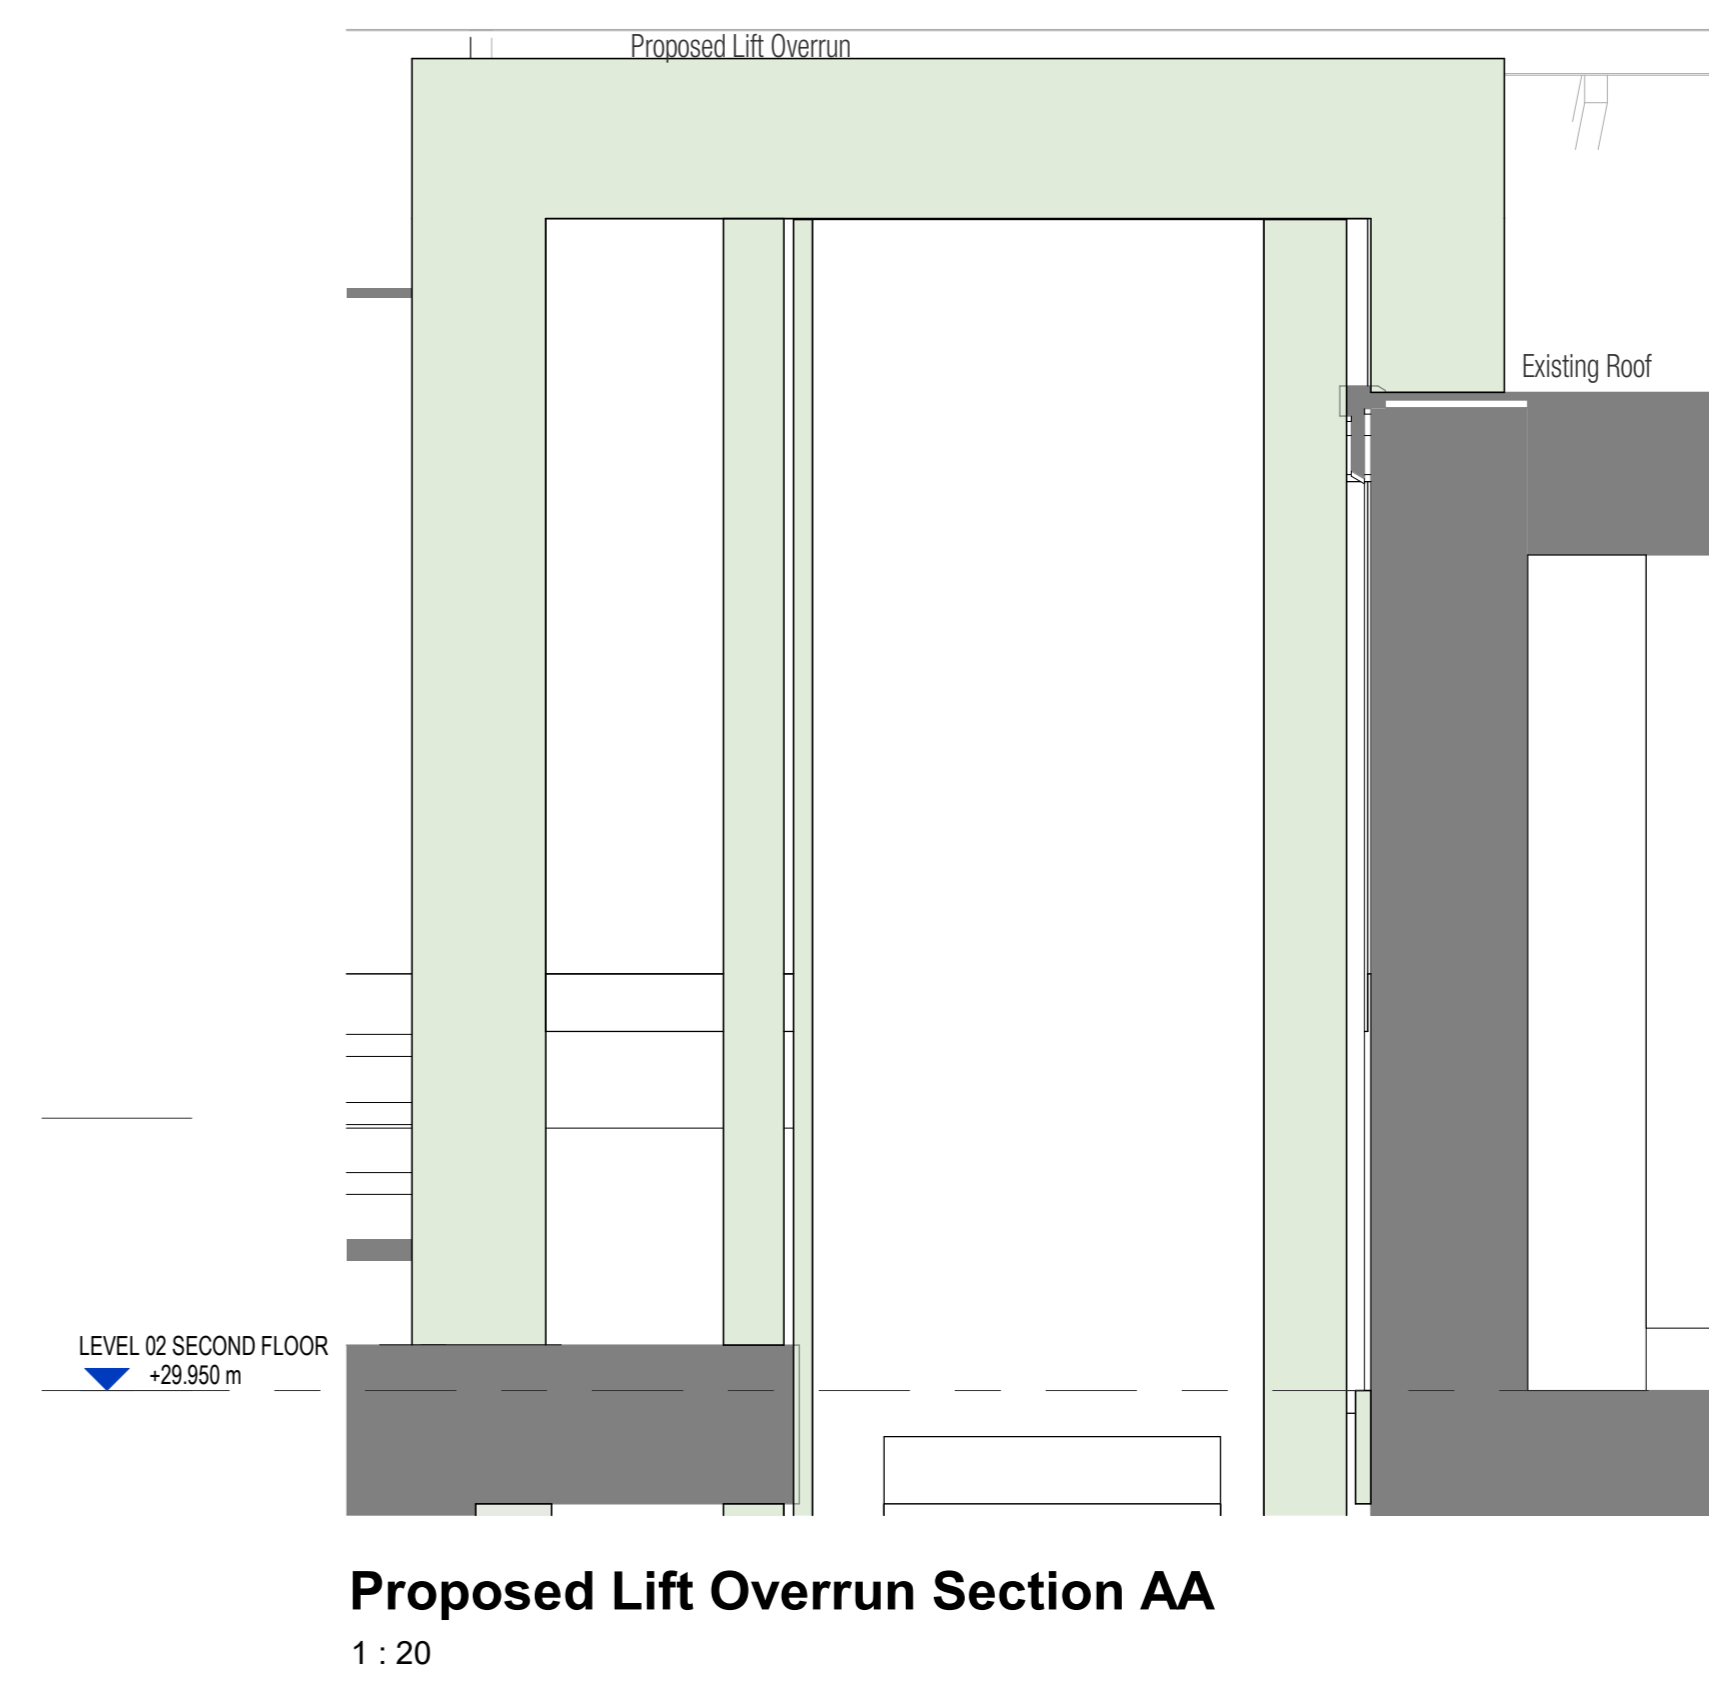 Proposed Lift Overrun
Existing Roof
LEVEL 02 SECOND FLOOR
+29.950 m
Proposed Lift Overrun Section AA
1 : 20